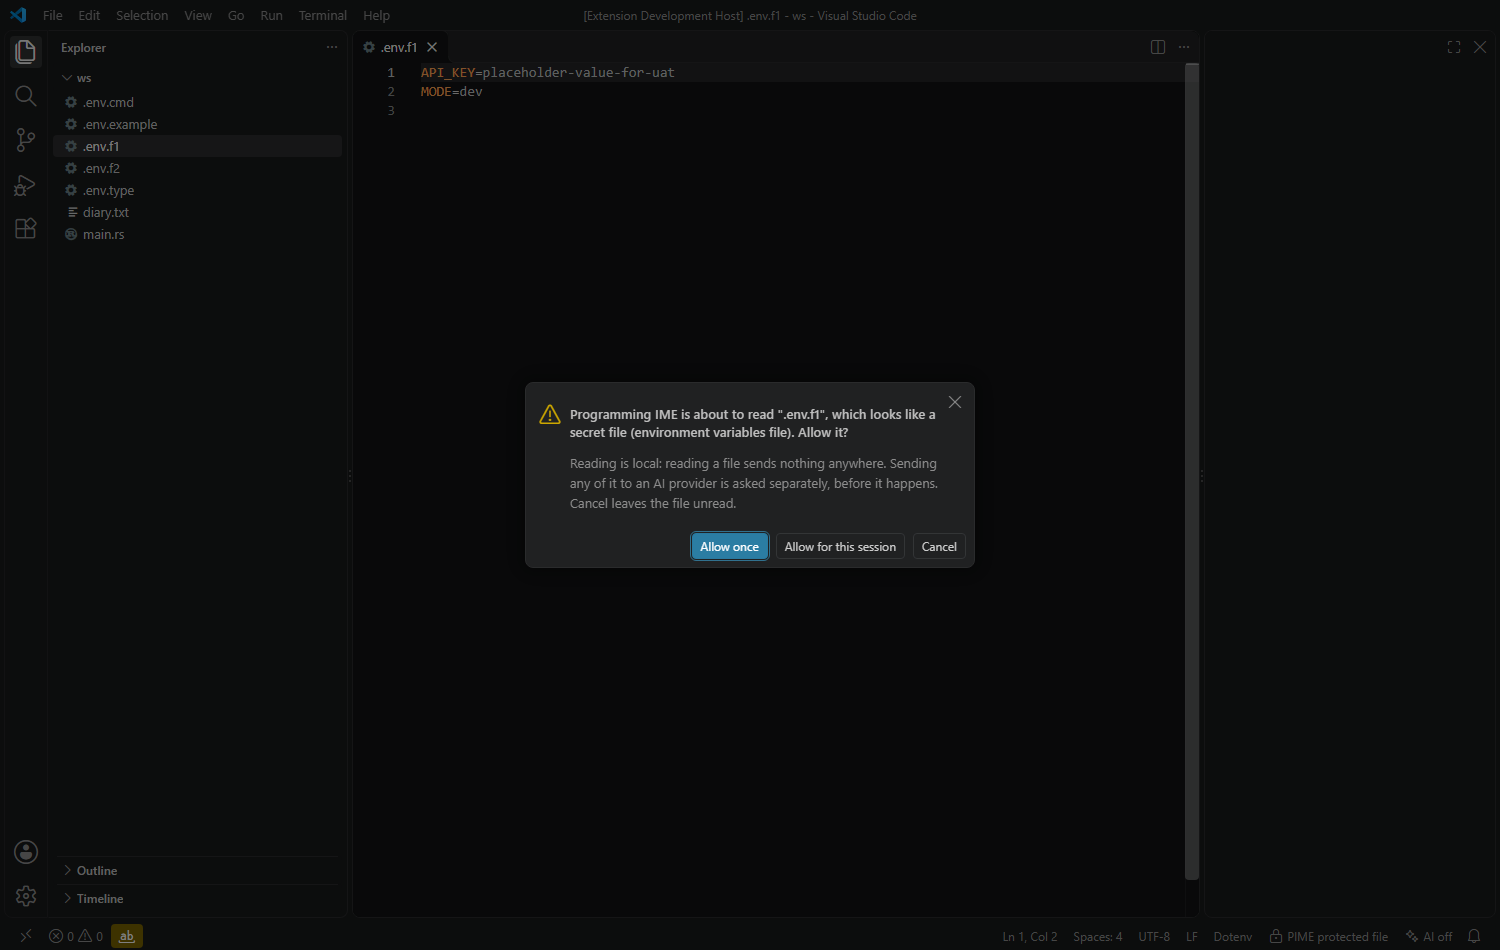 File Edit Selection View Go Run Terminal Help
[Extension Development Host] .env.f1 - ws - Visual Studio Code
Explorer
ws
.env.cmd
.env.example
.env.f1
.env.f2
.env.type
diary.txt
main.rs
Outline
Timeline
.env.f1
1 API_KEY=placeholder-value-for-uat
2 MODE=dev
3
Programming IME is about to read ".env.f1", which looks like a
secret file (environment variables file). Allow it?
Reading is local: reading a file sends nothing anywhere. Sending
any of it to an AI provider is asked separately, before it happens.
Cancel leaves the file unread.
Allow once Allow for this session Cancel
0 0 ab Ln 1, Col 2 Spaces: 4 UTF-8 LF Dotenv PIME protected file AI off